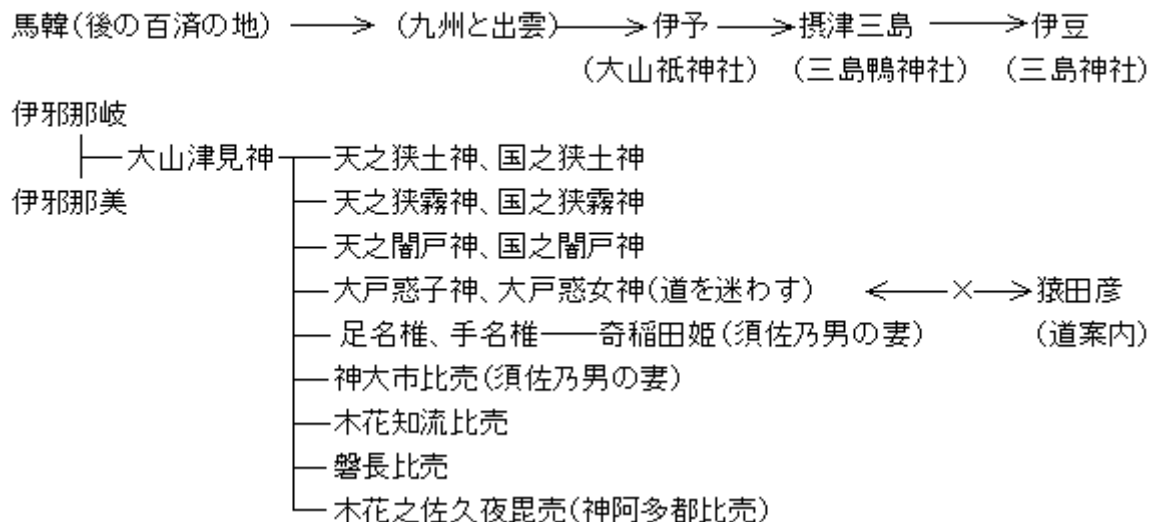 馬韓(後の百済の地) ──→ (九州と出雲)──→伊予──→摂津三島 ──→伊豆
(大山祇神社) (三島鴨神社) (三島神社)
伊邪那岐
大山津見神 天之狭土神、国之狭土神
伊邪那美 天之狭霧神、国之狭霧神
天之闇戸神、国之闇戸神
大戸惑子神、大戸惑女神(道を迷わす) ←─×─→猿田彦
足名椎、手名椎──奇稲田姫(須佐乃男の妻) (道案内)
神大市比売(須佐乃男の妻)
木花知流比売
磐長比売
木花之佐久夜毘売(神阿多都比売)